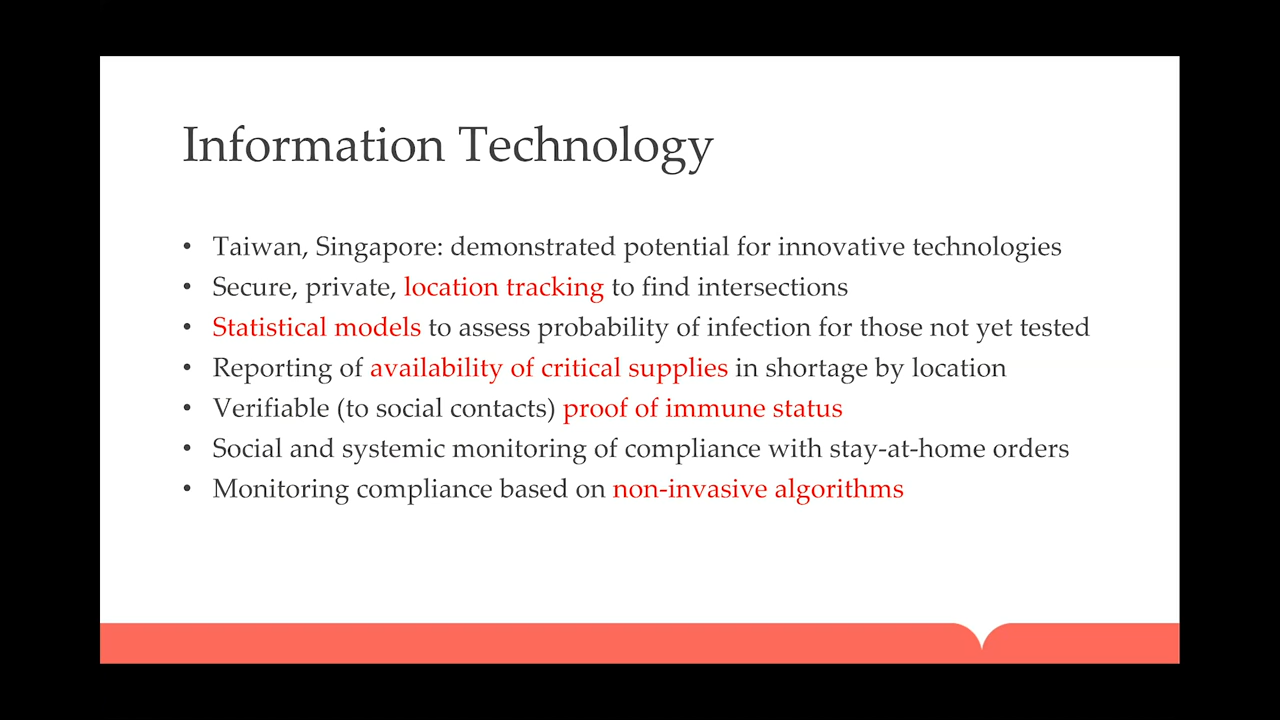 Information Technology
• Taiwan, Singapore: demonstrated potential for innovative technologies
• Secure, private, location tracking to find intersections
• Statistical models to assess probability of infection for those not yet tested
• Reporting of availability of critical supplies in shortage by location
• Verifiable (to social contacts) proof of immune status
• Social and systemic monitoring of compliance with stay-at-home orders
• Monitoring compliance based on non-invasive algorithms